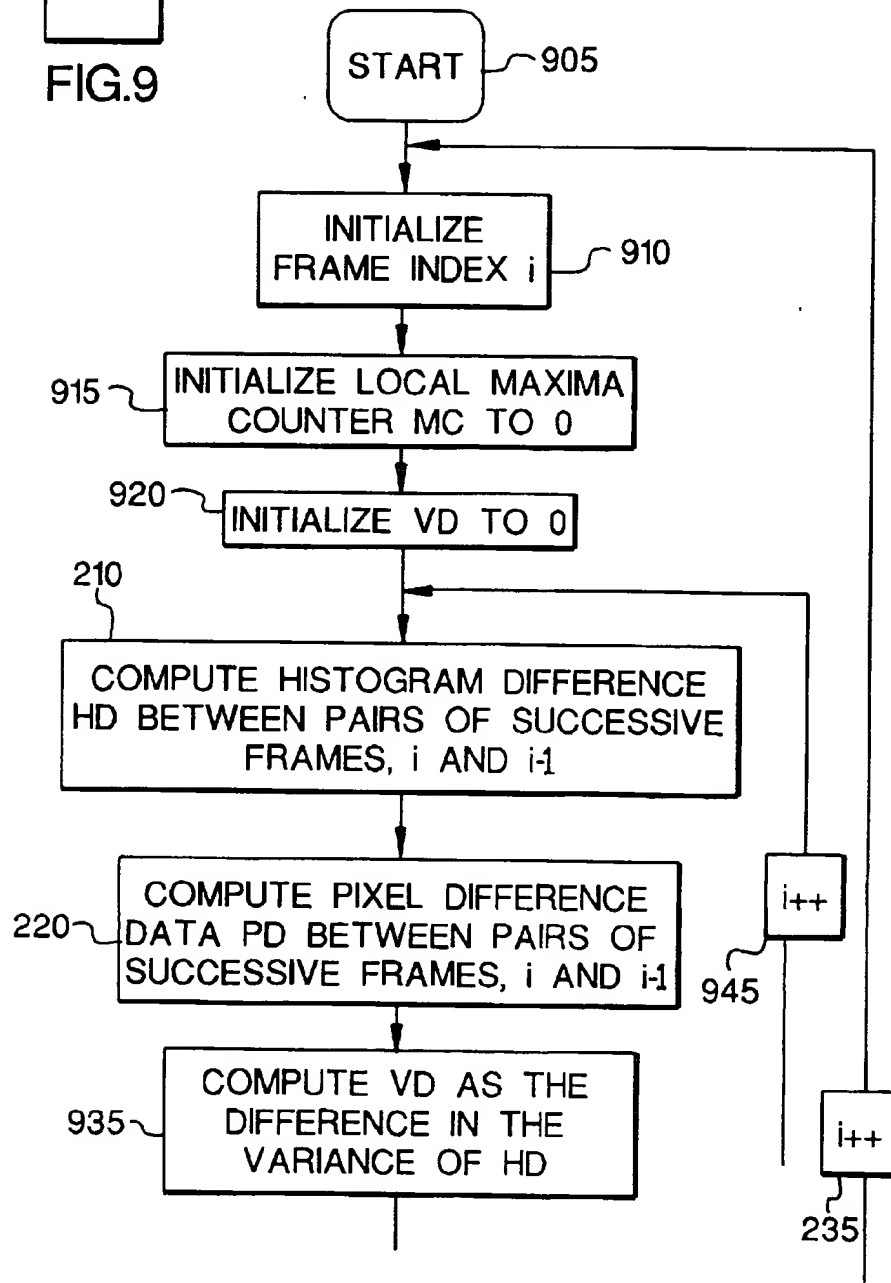 FIG.9
START
905
INITIALIZE
FRAME INDEX i
910
915
INITIALIZE LOCAL MAXIMA
COUNTER MC TO 0
920
INITIALIZE VD TO 0
210
COMPUTE HISTOGRAM DIFFERENCE
HD BETWEEN PAIRS OF SUCCESSIVE
FRAMES, i AND i-1
220
COMPUTE PIXEL DIFFERENCE
DATA PD BETWEEN PAIRS OF
SUCCESSIVE FRAMES, i AND i-1
i++
945
935
COMPUTE VD AS THE
DIFFERENCE IN THE
VARIANCE OF HD
i++
235